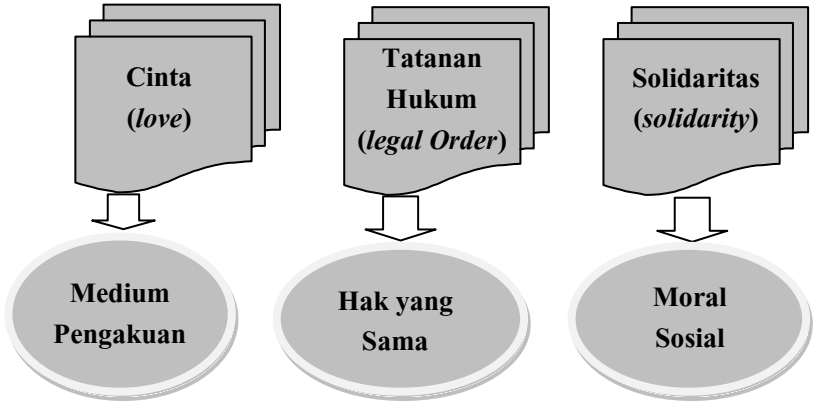 Cinta
(love)
Tatanan
Hukum
(legal Order)
Solidaritas
(solidarity)
Medium
Pengakuan
Hak yang
Sama
Moral
Sosial